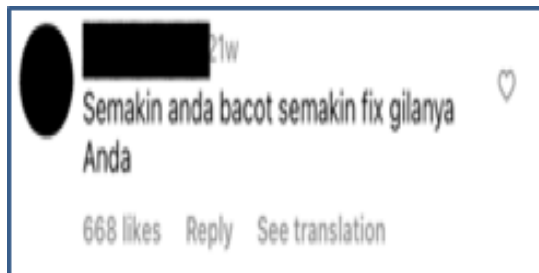 21w
Semakin anda bacot semakin fix gilanya
Anda
668 likes Reply See translation